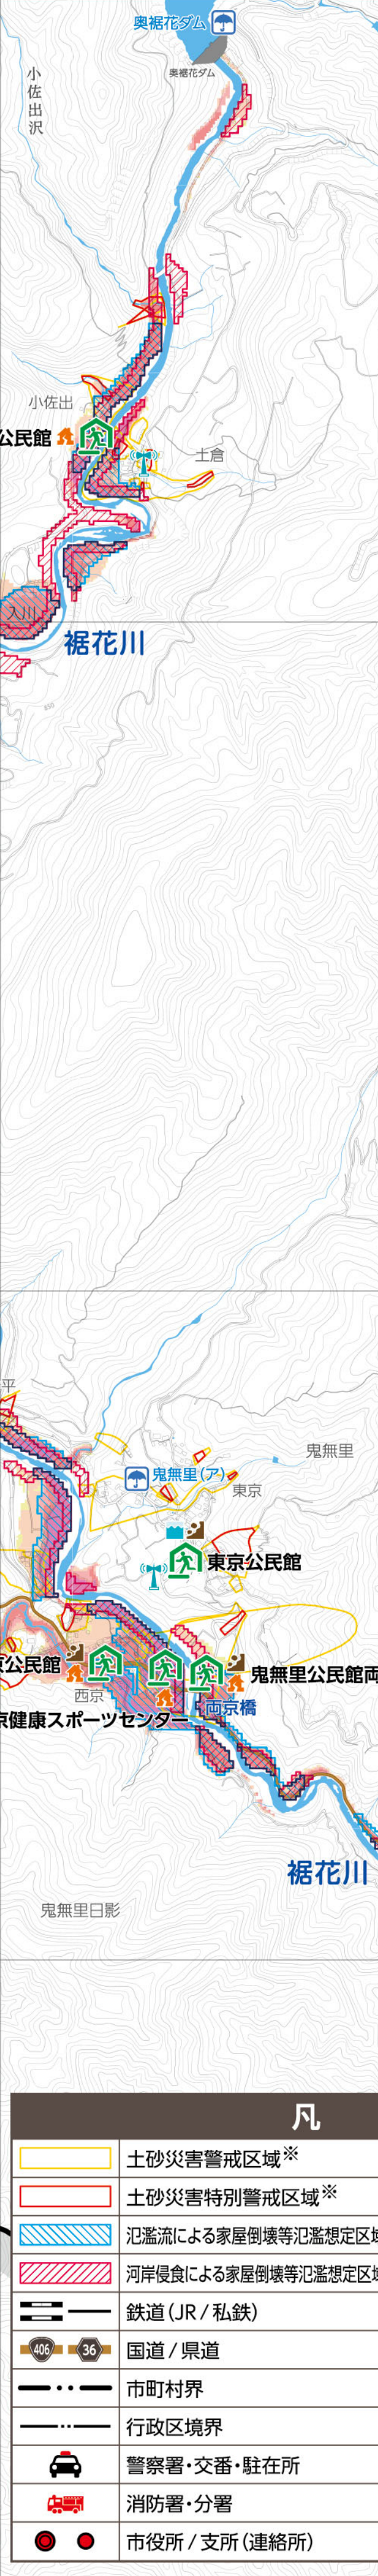 奥裾花ダム
奥裾花ダム
小佐出沢
小佐出
公民館
土倉
入川
裾花川
850
平
鬼無里
鬼無里(ア)
東京
東京公民館
公民館
鬼無里公民館両
西京
両京橋
京健康スポーツセンター
裾花川
鬼無里日影
凡
土砂災害警戒区域※
土砂災害特別警戒区域※
氾濫流による家屋倒壊等氾濫想定区域
河岸侵食による家屋倒壊等氾濫想定区域
鉄道(JR/私鉄)
406 36 国道/県道
市町村界
行政区境界
警察署・交番・駐在所
消防署・分署
市役所/支所(連絡所)